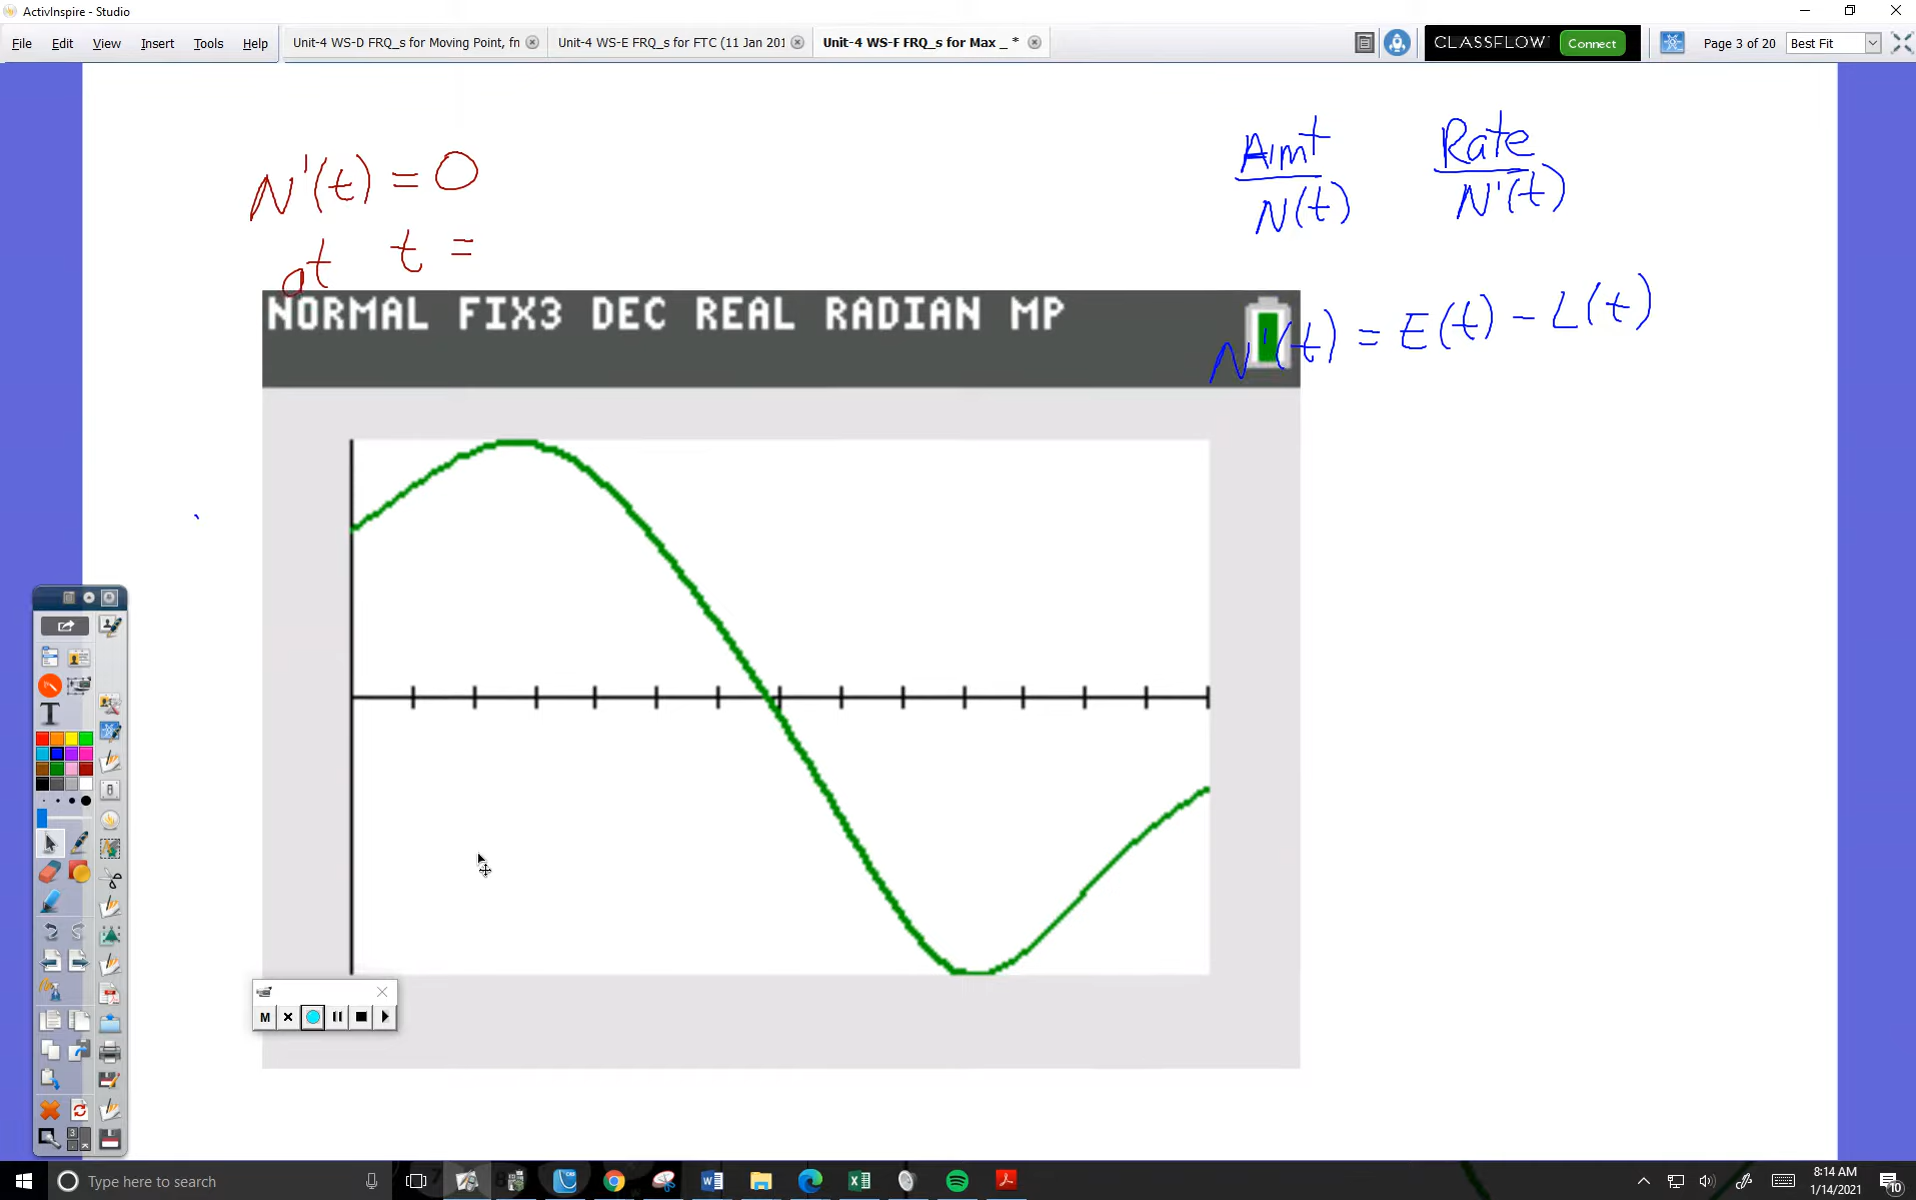 ActivInspire - Studio
File Edit View Insert Tools Help
Unit-4 WS-D FRQ_s for Moving Point, fn
Unit-4 WS-E FRQ_s for FTC (11 Jan 201
Unit-4 WS-F FRQ_s for Max _ *
CLASSFLOW
Connect
Page 3 of 20
Best Fit
N'(t) = 0
at t =
Amt Rate
N(t) N'(t)
NORMAL FIX3 DEC REAL RADIAN MP
N'(t) = E(t) - L(t)
T
M
3
Type here to search
8:14 AM
1/14/2021
10